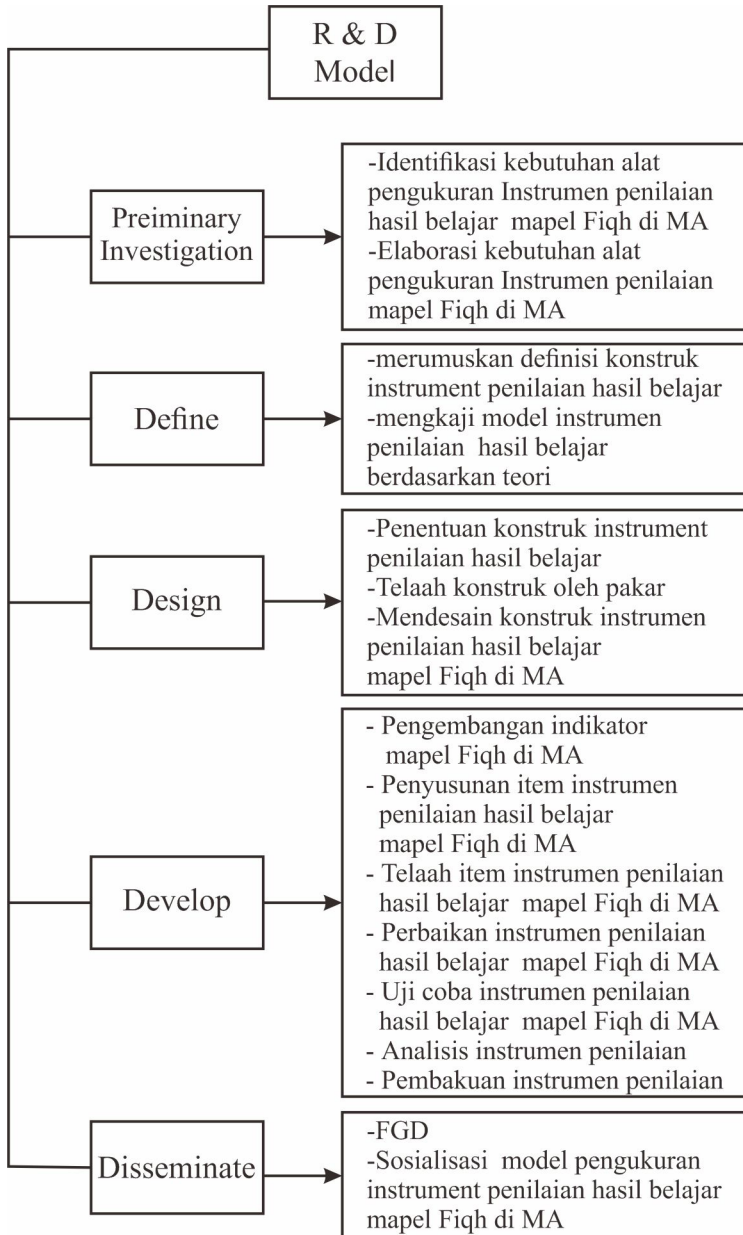 R & D
Model
Preiminary
Investigation
-Identifikasi kebutuhan alat
pengukuran Instrumen penilaian
hasil belajar mapel Fiqh di MA
-Elaborasi kebutuhan alat
pengukuran Instrumen penilaian
mapel Fiqh di MA
Define
-merumuskan definisi konstruk
instrument penilaian hasil belajar
-mengkaji model instrumen
penilaian hasil belajar
berdasarkan teori
Design
-Penentuan konstruk instrument
penilaian hasil belajar
-Telaah konstruk oleh pakar
-Mendesain konstruk instrumen
penilaian hasil belajar
mapel Fiqh di MA
Develop
- Pengembangan indikator
mapel Fiqh di MA
- Penyusunan item instrumen
penilaian hasil belajar
mapel Fiqh di MA
- Telaah item instrumen penilaian
hasil belajar mapel Fiqh di MA
- Perbaikan instrumen penilaian
hasil belajar mapel Fiqh di MA
- Uji coba instrumen penilaian
hasil belajar mapel Fiqh di MA
- Analisis instrumen penilaian
- Pembakuan instrumen penilaian
Disseminate
-FGD
-Sosialisasi model pengukuran
instrument penilaian hasil belajar
mapel Fiqh di MA